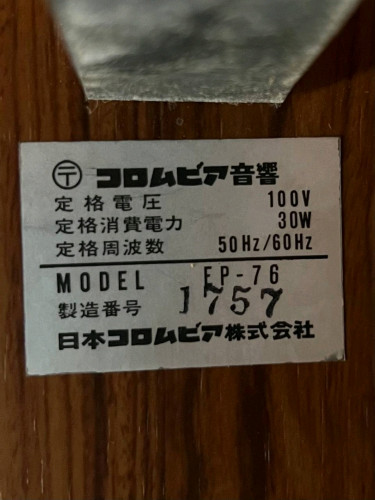 〒 コロムビア音響
定格電圧 100V
定格消費電力 30W
定格周波数 50Hz/60Hz
MODEL EP-76
製造番号 1757
日本コロムビア株式会社